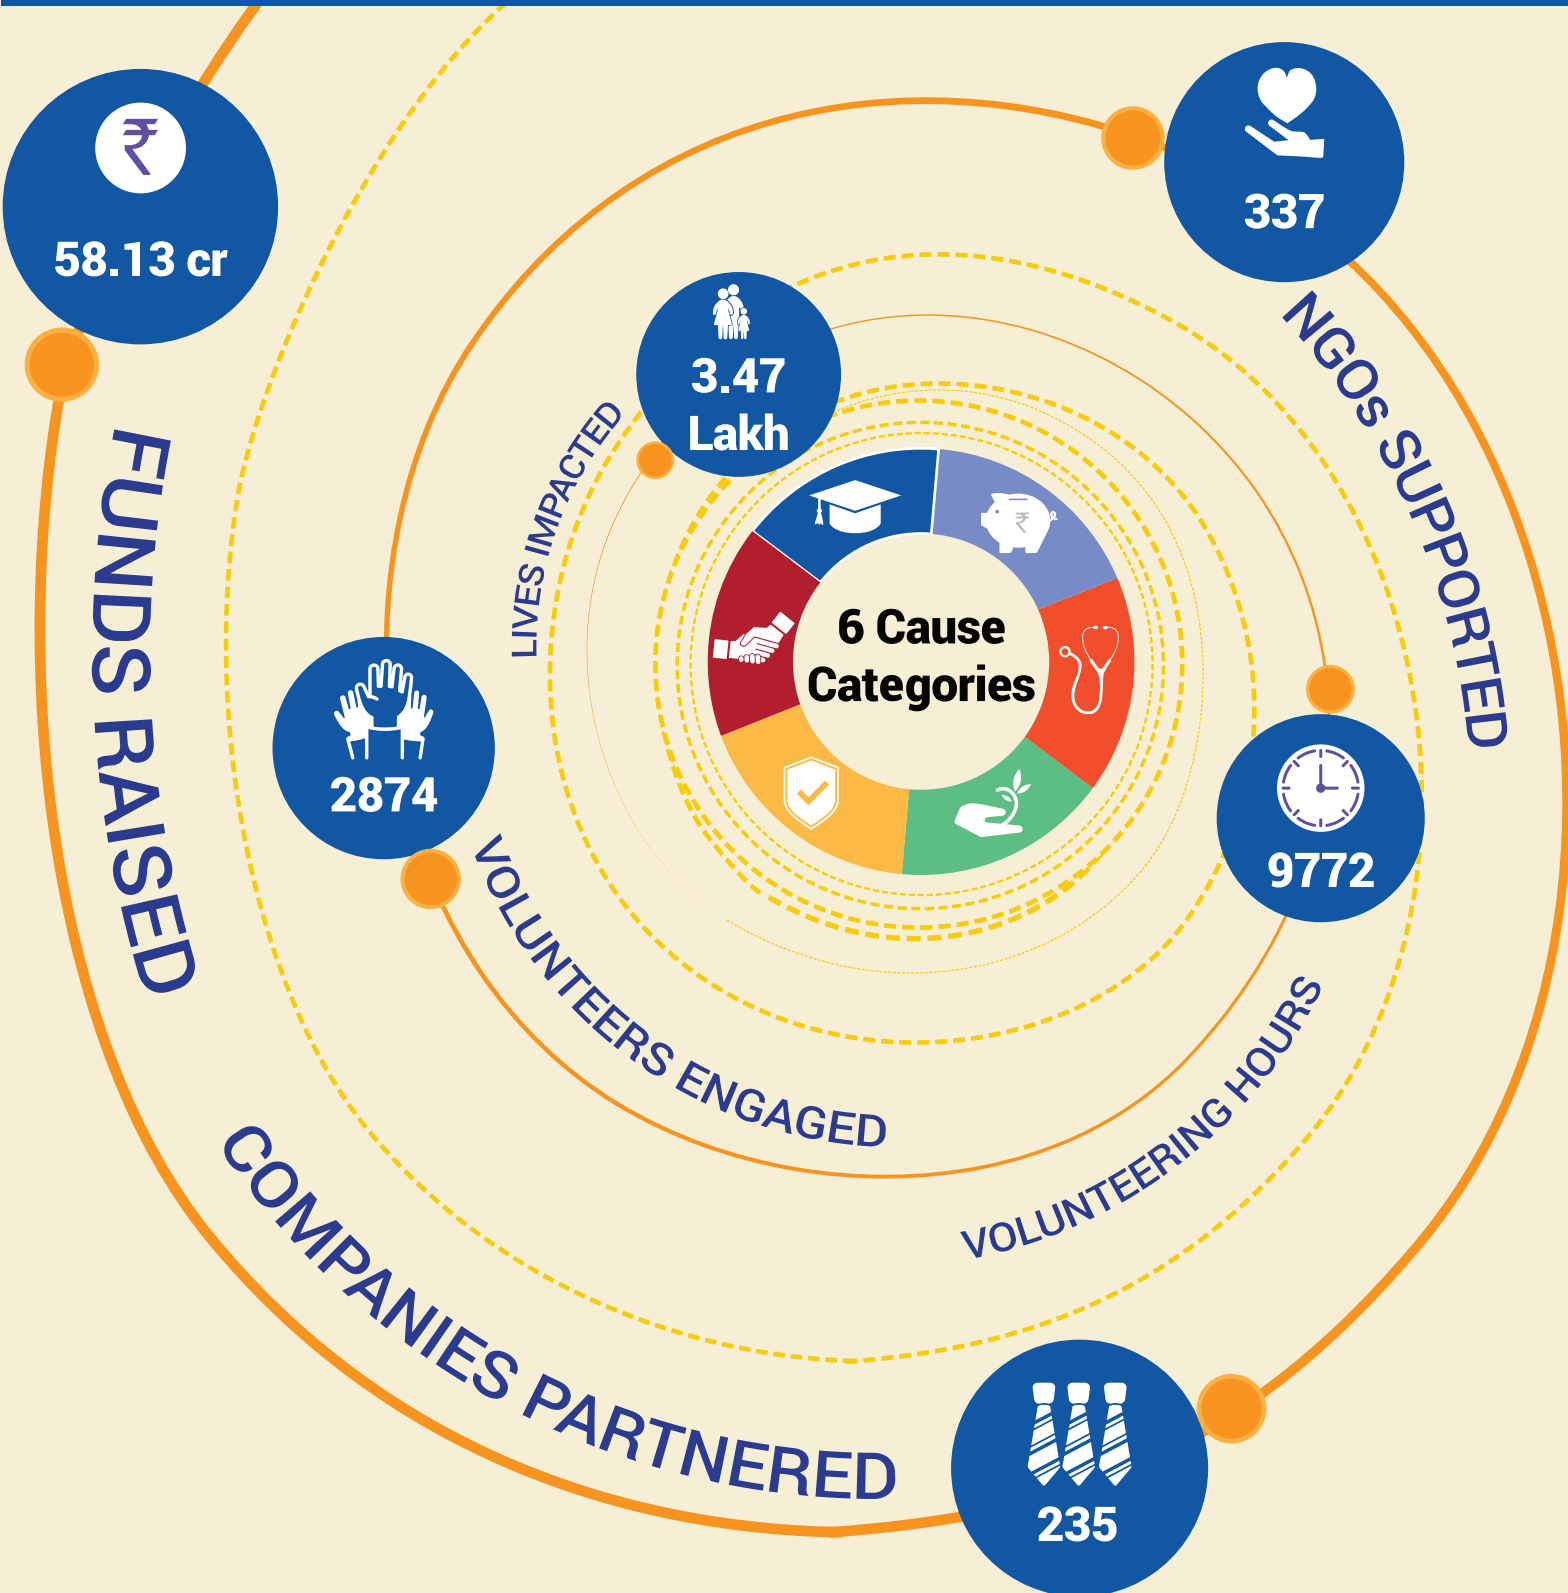 ₹
58.13 cr
FUNDS RAISED
337
NGOs SUPPORTED
3.47
Lakh
LIVES IMPACTED
₹
6 Cause
Categories
2874
VOLUNTEERS ENGAGED
9772
VOLUNTEERING HOURS
COMPANIES PARTNERED
235